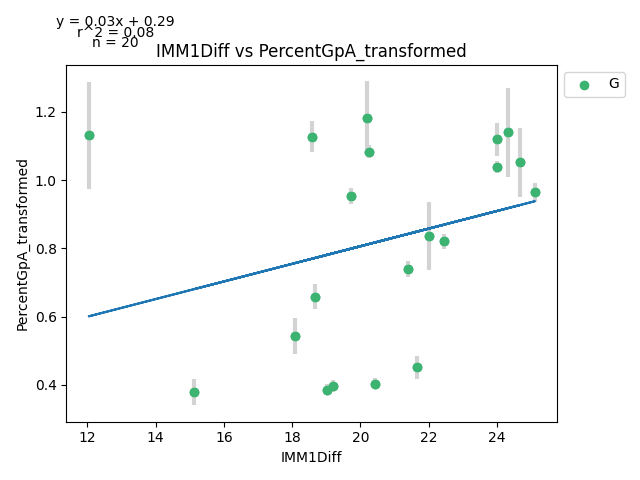 y = 0.03x + 0.29
r^2 = 0.08
n = 20
IMM1Diff vs PercentGpA_transformed
G
PercentGpA_transformed
1.2
1.0
0.8
0.6
0.4
12 14 16 18 20 22 24
IMM1Diff